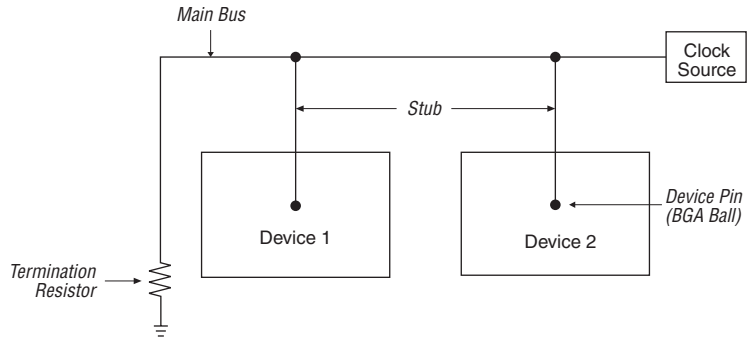 Main Bus
Clock
Source
Stub
Device Pin
(BGA Ball)
Device 1
Device 2
Termination
Resistor